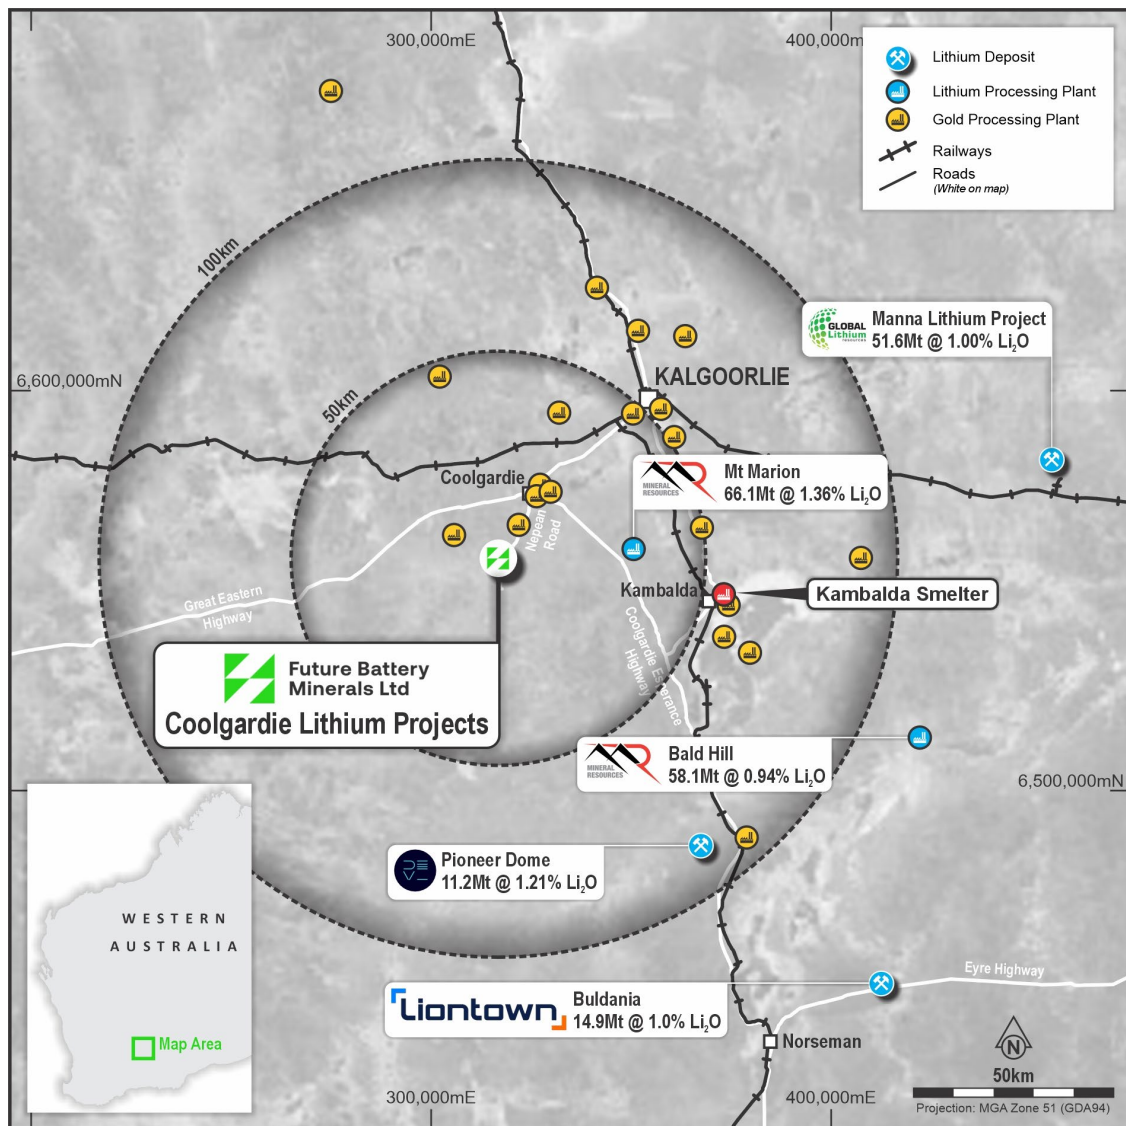 300,000mE
400,000m
Lithium Deposit
Lithium Processing Plant
Gold Processing Plant
Railways
Roads
(White on map)
100km
GLOBAL
Lithium
Manna Lithium Project
51.6Mt @ 1.00% Li₂O
6,600,000mN
50km
KALGOORLIE
Coolgardie
MINERAL
RESOURCES
Mt Marion
66.1Mt @ 1.36% Li₂O
Nepean
Road
Kambalda
Kambalda Smelter
Great Eastern
Highway
Coolgardie Esperance
Highway
Future Battery
Minerals Ltd
Coolgardie Lithium Projects
MINERAL
RESOURCES
Bald Hill
58.1Mt @ 0.94% Li₂O
6,500,000mN
Pioneer Dome
11.2Mt @ 1.21% Li₂O
WESTERN
AUSTRALIA
Map Area
Liontown
Buldania
14.9Mt @ 1.0% Li₂O
Eyre Highway
Norseman
N
50km
300,000mE
400,000mE
Projection: MGA Zone 51 (GDA94)